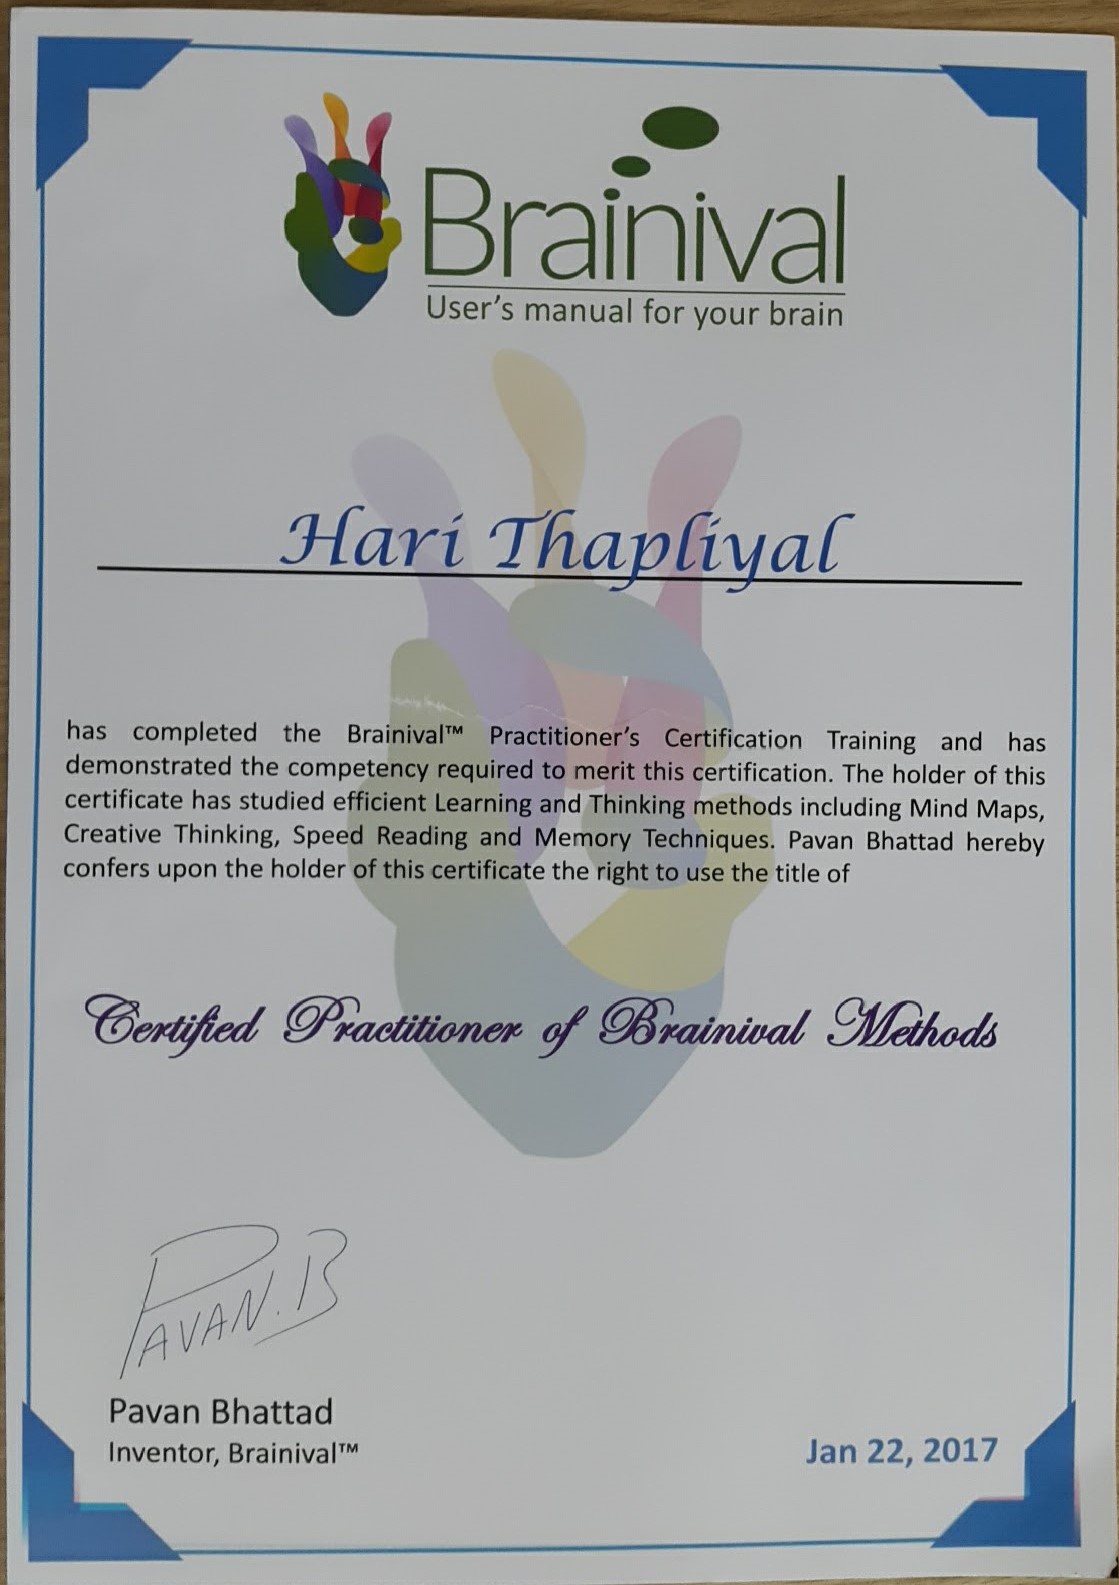 Brainival
User's manual for your brain
Hari Thapliyal
has completed the Brainival™ Practitioner's Certification Training and has
demonstrated the competency required to merit this certification. The holder of this
certificate has studied efficient Learning and Thinking methods including Mind Maps,
Creative Thinking, Speed Reading and Memory Techniques. Pavan Bhattad hereby
confers upon the holder of this certificate the right to use the title of
Certified Practitioner of Brainival Methods
PAVAN.B
Pavan Bhattad
Inventor, Brainival™
Jan 22, 2017